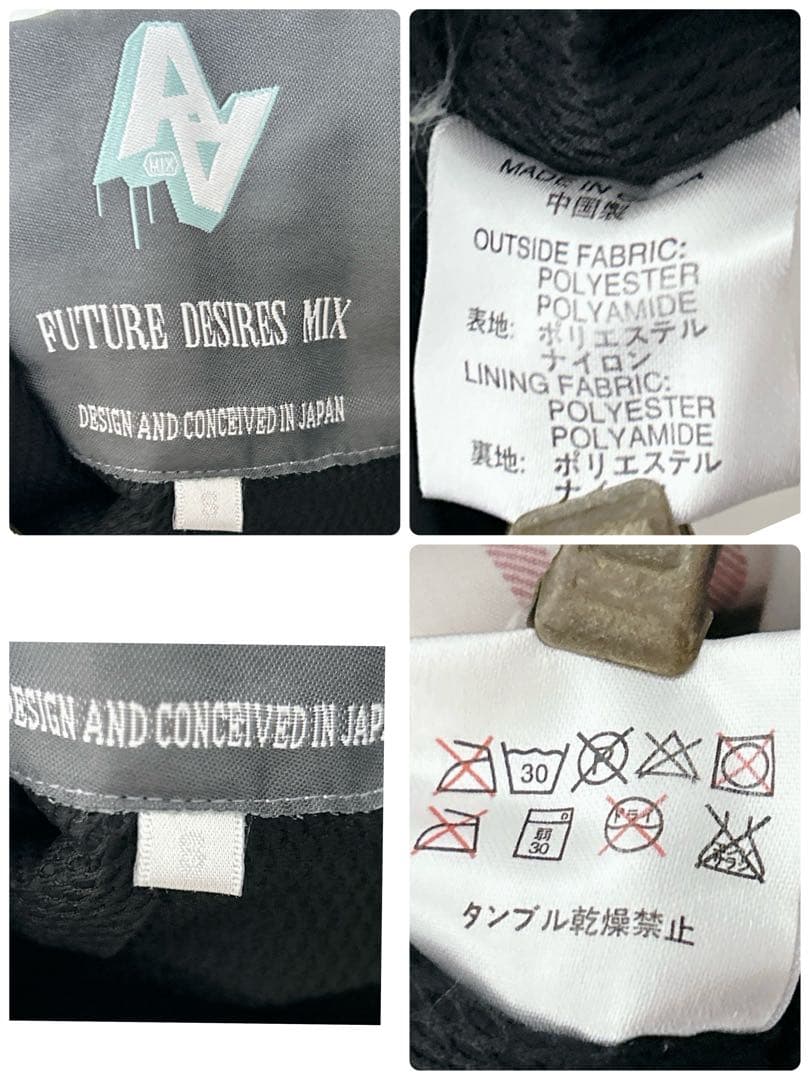 AA
MIX
FUTURE DESIRES MIX
DESIGN AND CONCEIVED IN JAPAN
MADE IN
中国製
OUTSIDE FABRIC:
POLYESTER
POLYAMIDE
表地: ポリエステル
ナイロン
LINING FABRIC:
POLYESTER
POLYAMIDE
裏地: ポリエステル
DESIGN AND CONCEIVED IN JAP
30
P
弱
30
ドライ
タンブル乾燥禁止